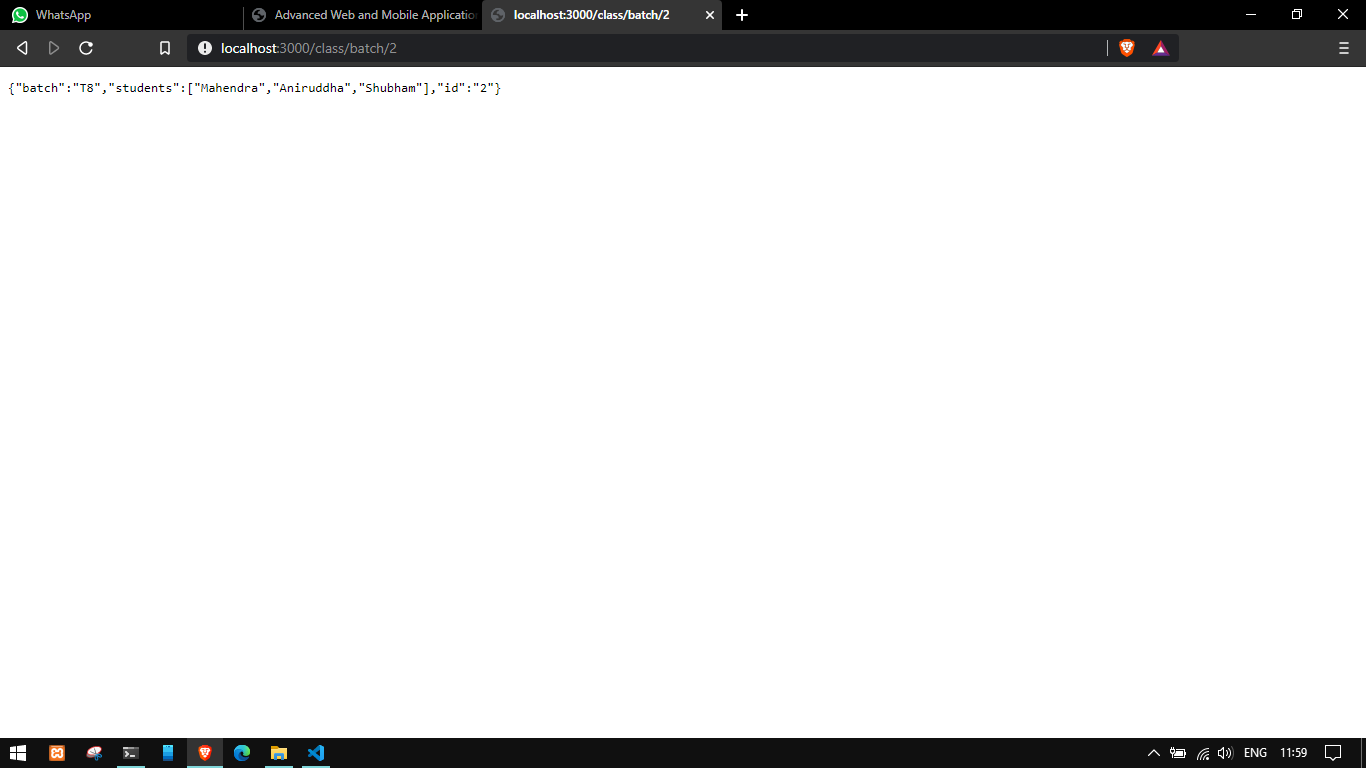 WhatsApp
Advanced Web and Mobile Applicatio
localhost:3000/class/batch/2
localhost:3000/class/batch/2
{"batch":"T8","students":["Mahendra","Aniruddha","Shubham"],"id":"2"}
ENG 11:59